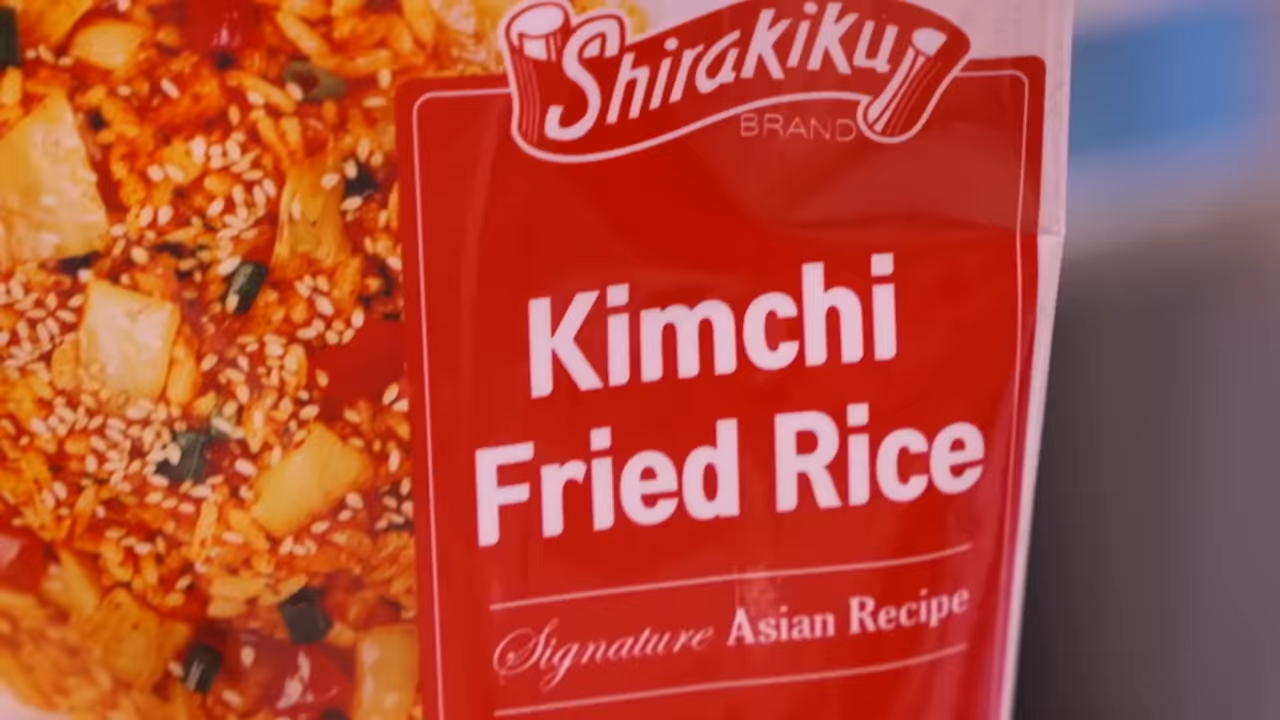 Shirakiku
BRAND
Kimchi
Fried Rice
Signature Asian Recipe